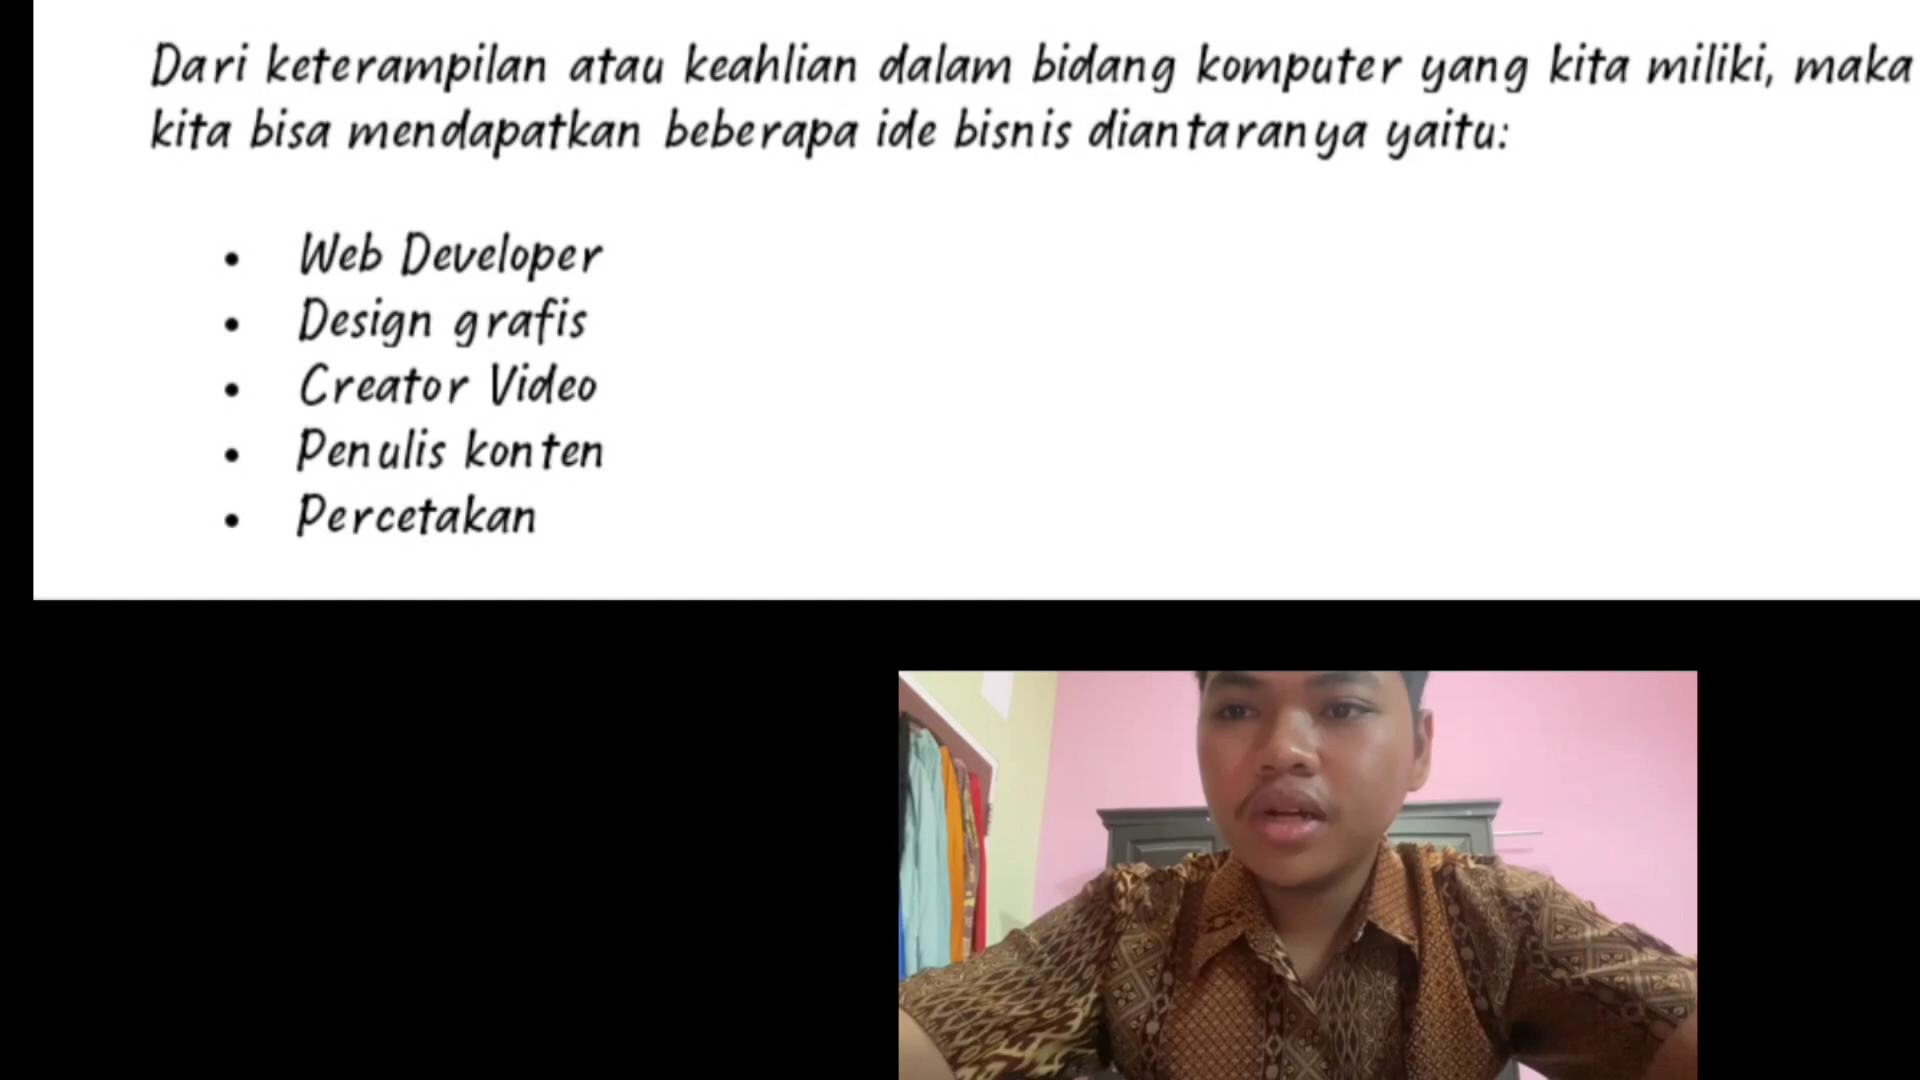 Dari keterampilan atau keahlian dalam bidang komputer yang kita miliki, maka
kita bisa mendapatkan beberapa ide bisnis diantaranya yaitu:
• Web Developer
• Design grafis
• Creator Video
• Penulis konten
• Percetakan